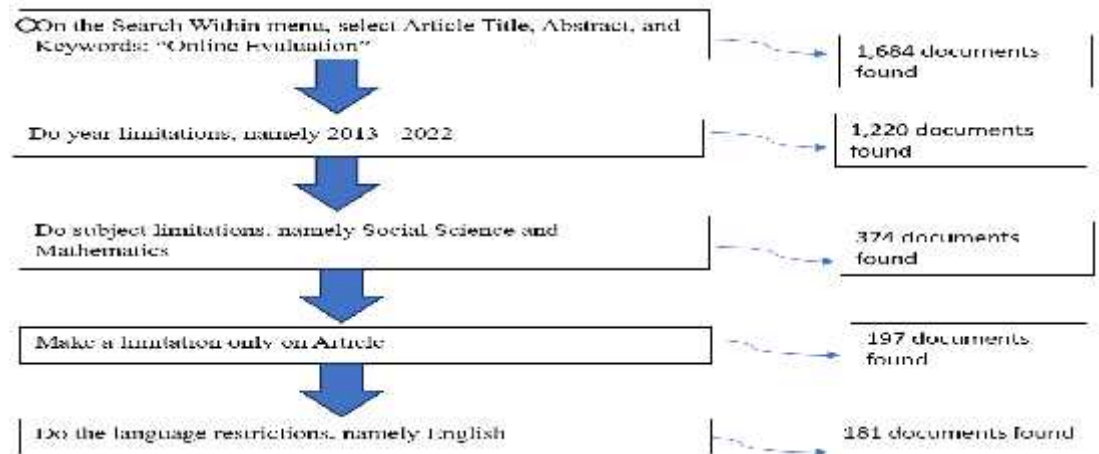 On the Search Within menu, select Article Title, Abstract, and
Keywords: “Online Evaluation”
1,684 documents
found
Do year limitations, namely 2013 2022
1,220 documents
found
Do subject limitations, namely Social Science and
Mathematics
374 documents
found
Make a limitation only on Article
197 documents
found
Do the language restrictions, namely English
181 documents found